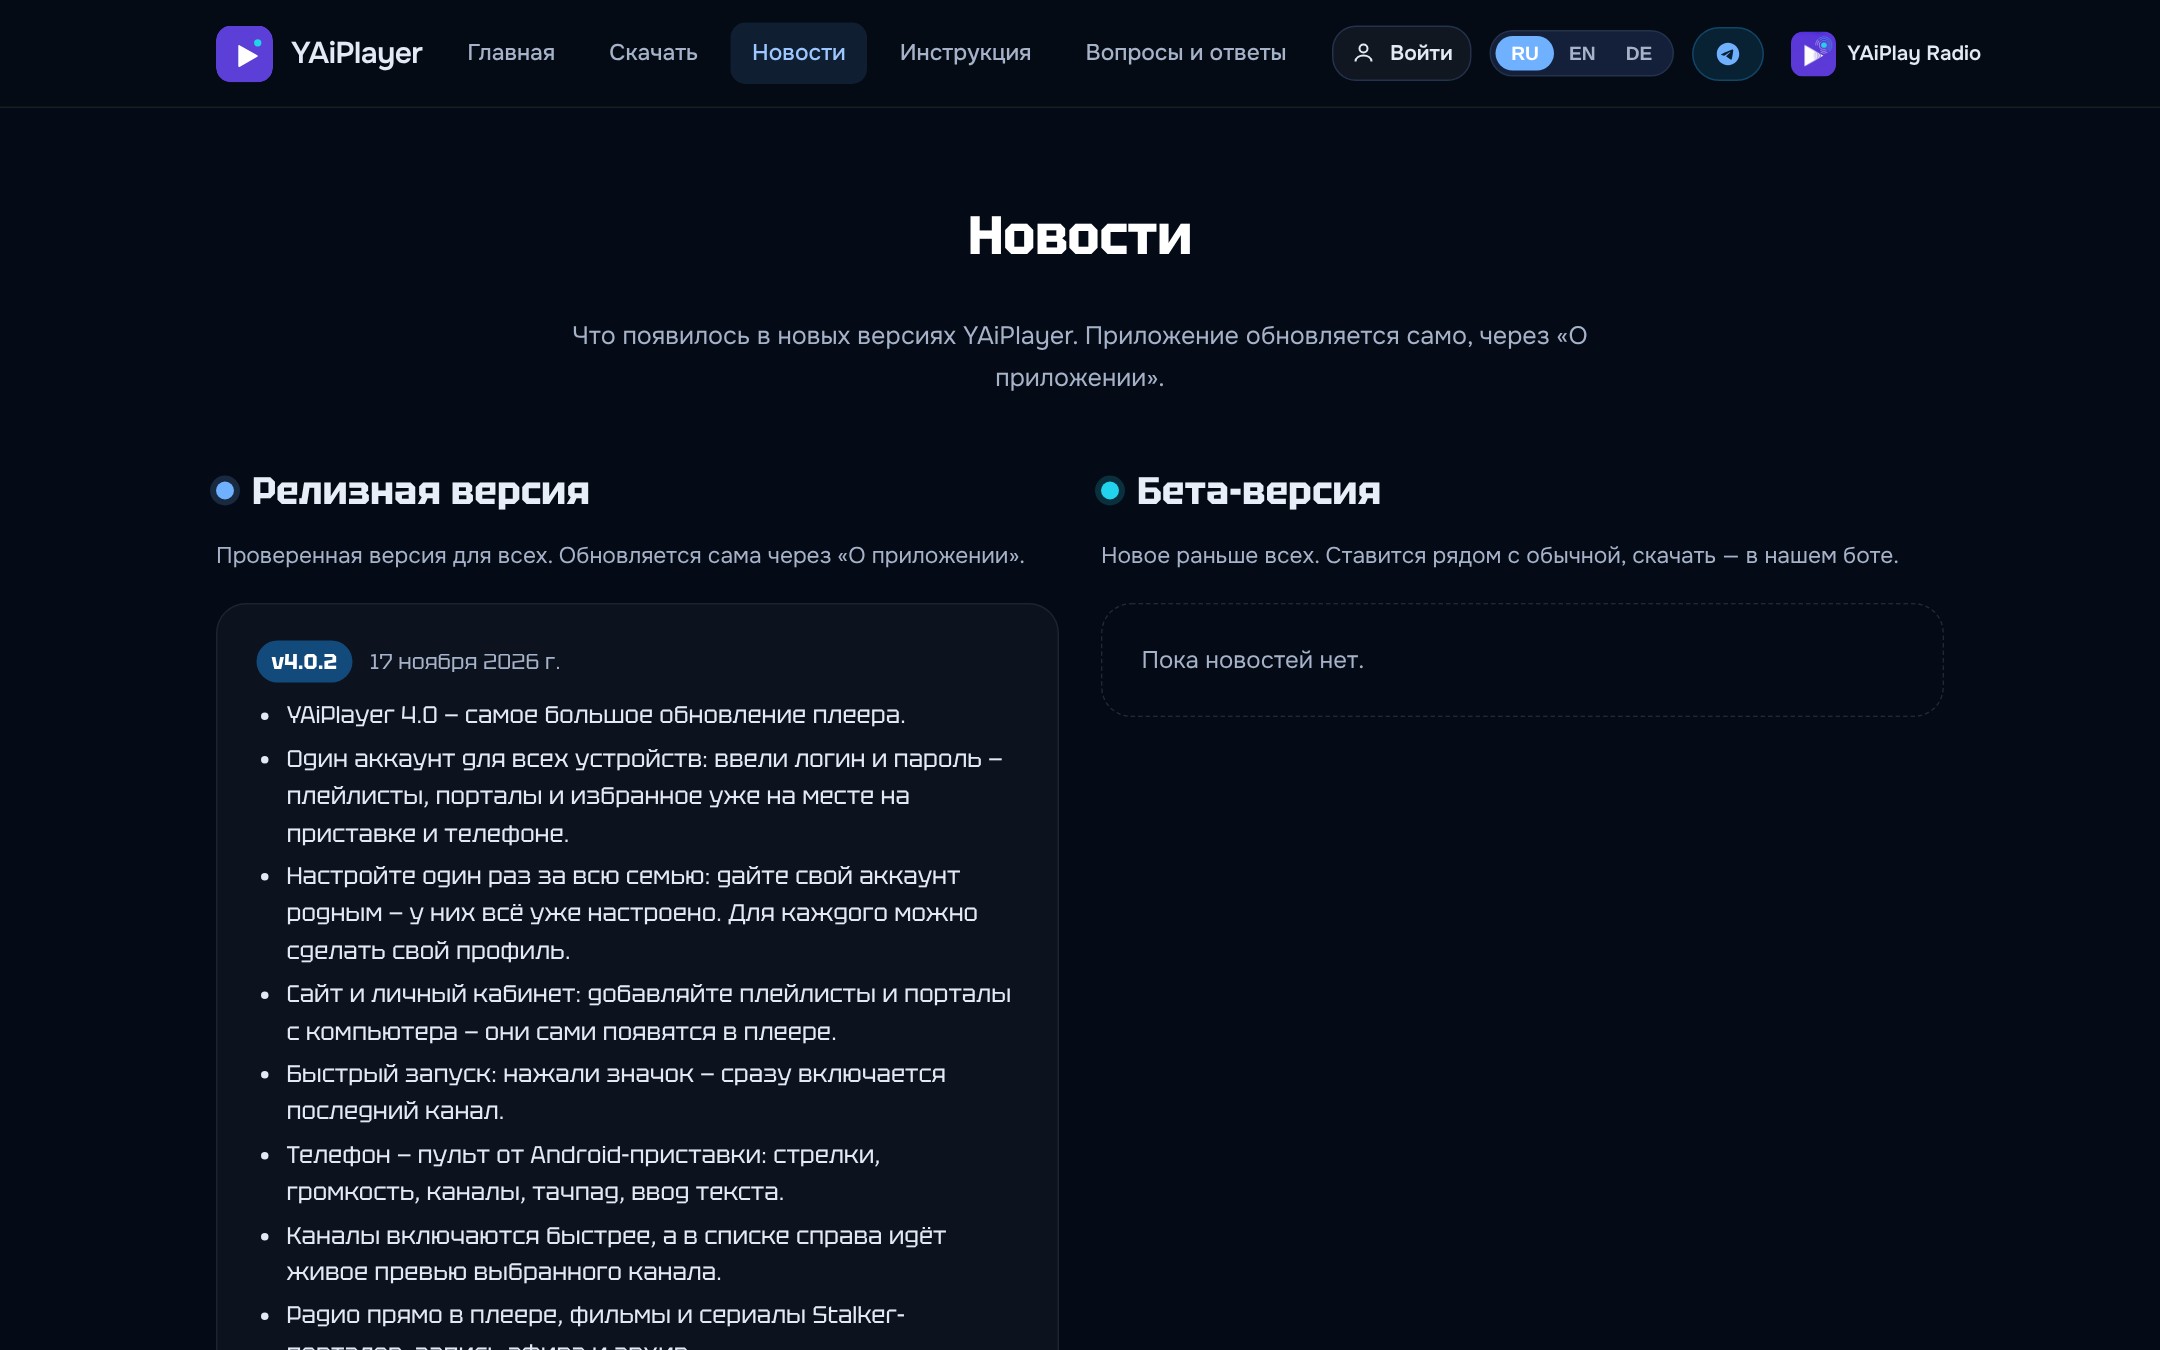 YAiPlayer
Главная
Скачать
Новости
Инструкция
Вопросы и ответы
Войти
RU
EN
DE
YAiPlay Radio
Новости
Что появилось в новых версиях YAiPlayer. Приложение обновляется само, через «О
приложении».
Релизная версия
Проверенная версия для всех. Обновляется сама через «О приложении».
v4.0.2 17 ноября 2026 г.
• YAiPlayer 4.0 – самое большое обновление плеера.
• Один аккаунт для всех устройств: ввели логин и пароль –
плейлисты, порталы и избранное уже на месте на
приставке и телефоне.
• Настройте один раз за всю семью: дайте свой аккаунт
родным – у них всё уже настроено. Для каждого можно
сделать свой профиль.
• Сайт и личный кабинет: добавляйте плейлисты и порталы
с компьютера – они сами появятся в плеере.
• Быстрый запуск: нажали значок – сразу включается
последний канал.
• Телефон – пульт от Android-приставки: стрелки,
громкость, каналы, тачпад, ввод текста.
• Каналы включаются быстрее, а в списке справа идёт
живое превью выбранного канала.
• Радио прямо в плеере, фильмы и сериалы Stalker-
порталов, запись эфира и архив.
Бета-версия
Новое раньше всех. Ставится рядом с обычной, скачать — в нашем боте.
Пока новостей нет.